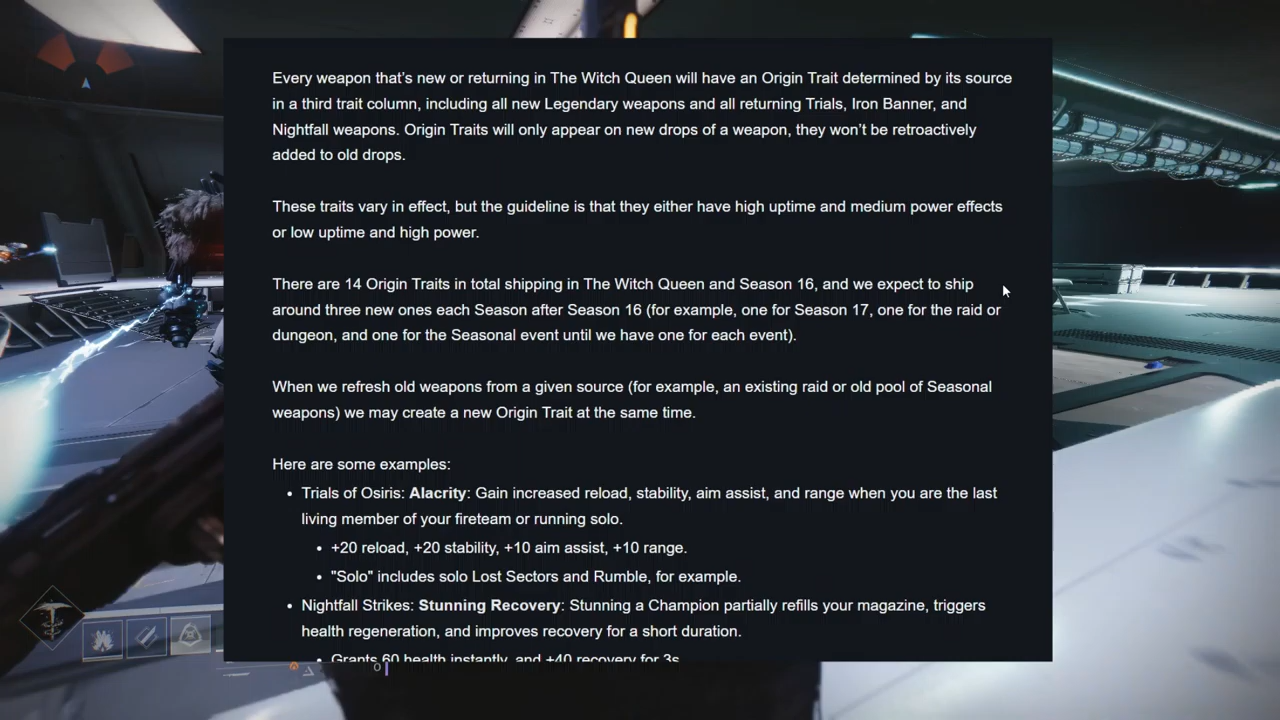 Every weapon that's new or returning in The Witch Queen will have an Origin Trait determined by its source
in a third trait column, including all new Legendary weapons and all returning Trials, Iron Banner, and
Nightfall weapons. Origin Traits will only appear on new drops of a weapon, they won't be retroactively
added to old drops.
These traits vary in effect, but the guideline is that they either have high uptime and medium power effects
or low uptime and high power.
There are 14 Origin Traits in total shipping in The Witch Queen and Season 16, and we expect to ship
around three new ones each Season after Season 16 (for example, one for Season 17, one for the raid or
dungeon, and one for the Seasonal event until we have one for each event).
When we refresh old weapons from a given source (for example, an existing raid or old pool of Seasonal
weapons) we may create a new Origin Trait at the same time.
Here are some examples:
• Trials of Osiris: Alacrity: Gain increased reload, stability, aim assist, and range when you are the last
living member of your fireteam or running solo.
• +20 reload, +20 stability, +10 aim assist, +10 range.
• "Solo" includes solo Lost Sectors and Rumble, for example.
• Nightfall Strikes: Stunning Recovery: Stunning a Champion partially refills your magazine, triggers
health regeneration, and improves recovery for a short duration.
• Grants 60 health instantly, and +40 recovery for 3s
0